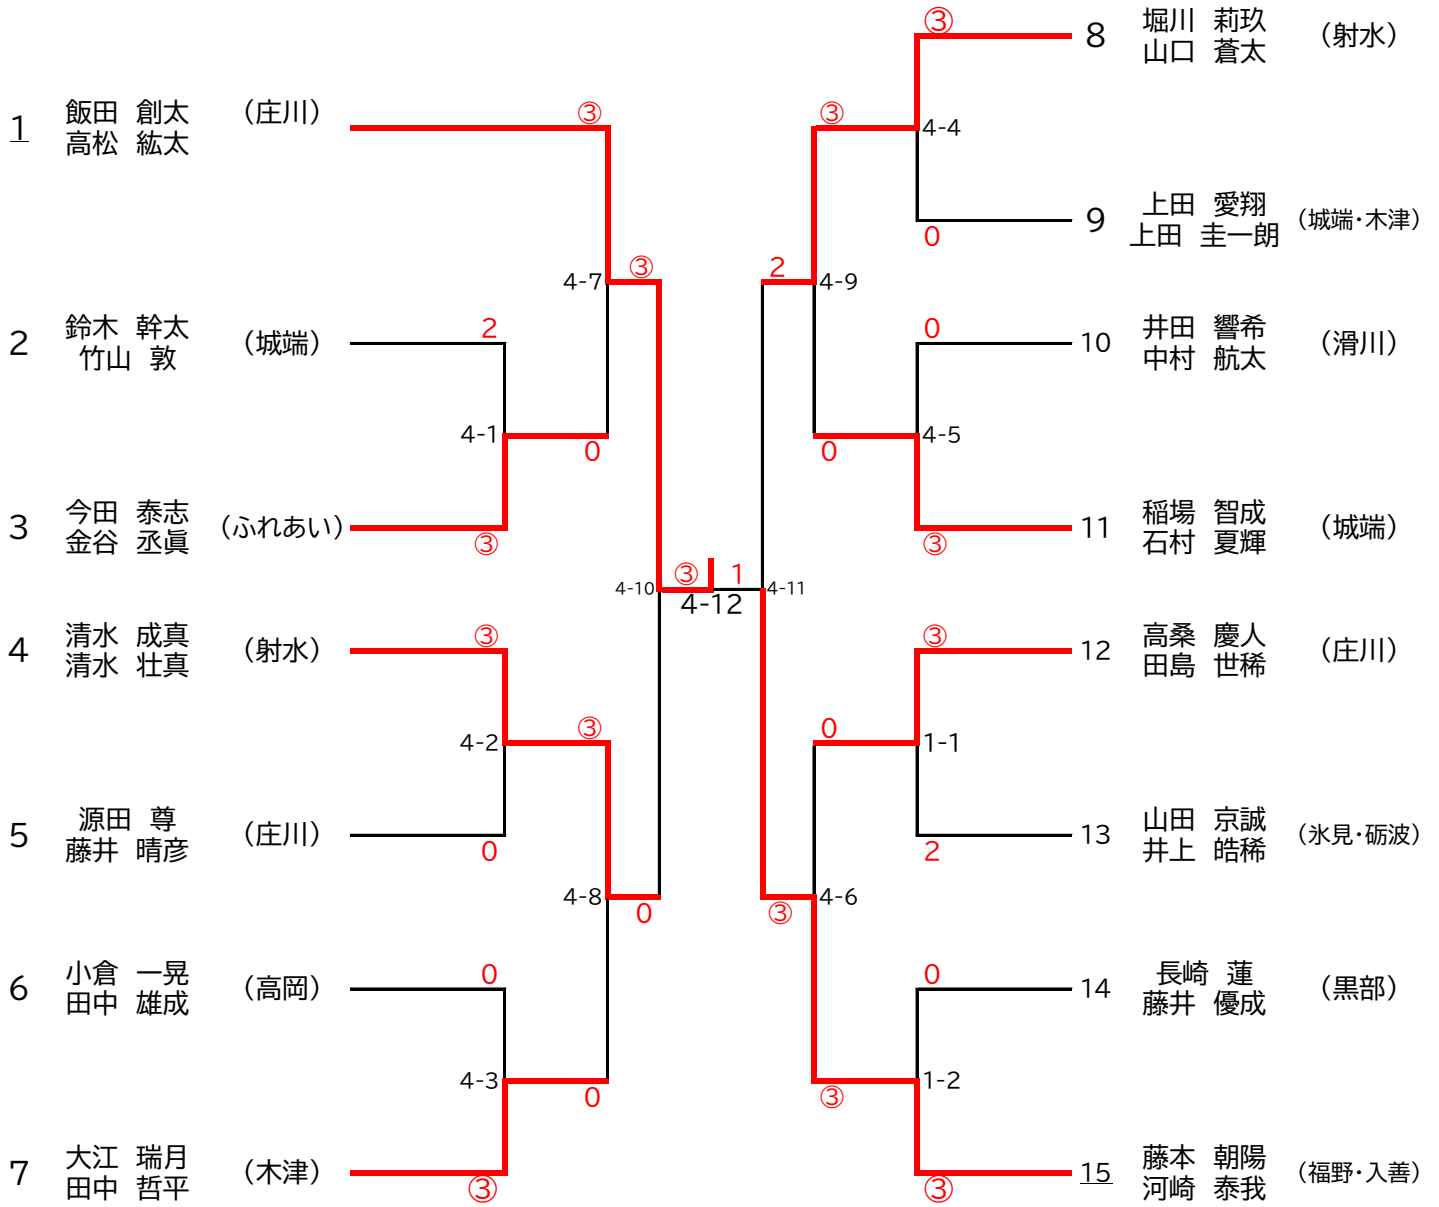 1 飯田 創太 (庄川) ③
高松 紘太
2 鈴木 幹太 (城端) 2
竹山 敦
3 今田 泰志 (ふれあい) ③
金谷 丞眞
4 清水 成真 (射水) ③
清水 壮真
5 源田 尊 (庄川) 0
藤井 晴彦
6 小倉 一晃 (高岡) 0
田中 雄成
7 大江 瑞月 (木津) ③
田中 哲平
4-1 0
4-2 ③
4-3 0
4-7 ③
4-8 0
4-10 ③
4-12
1 4-11
2 4-9
③ 4-6
③ 4-4
0 4-5
0 1-1
③ 1-2
③ 8 堀川 莉玖 (射水)
山口 蒼太
0 9 上田 愛翔 (城端・木津)
上田 圭一朗
0 10 井田 響希 (滑川)
中村 航太
③ 11 稲場 智成 (城端)
石村 夏輝
③ 12 高桑 慶人 (庄川)
田島 世稀
2 13 山田 京誠 (氷見・砺波)
井上 皓稀
0 14 長崎 蓮 (黒部)
藤井 優成
③ 15 藤本 朝陽 (福野・入善)
河崎 泰我